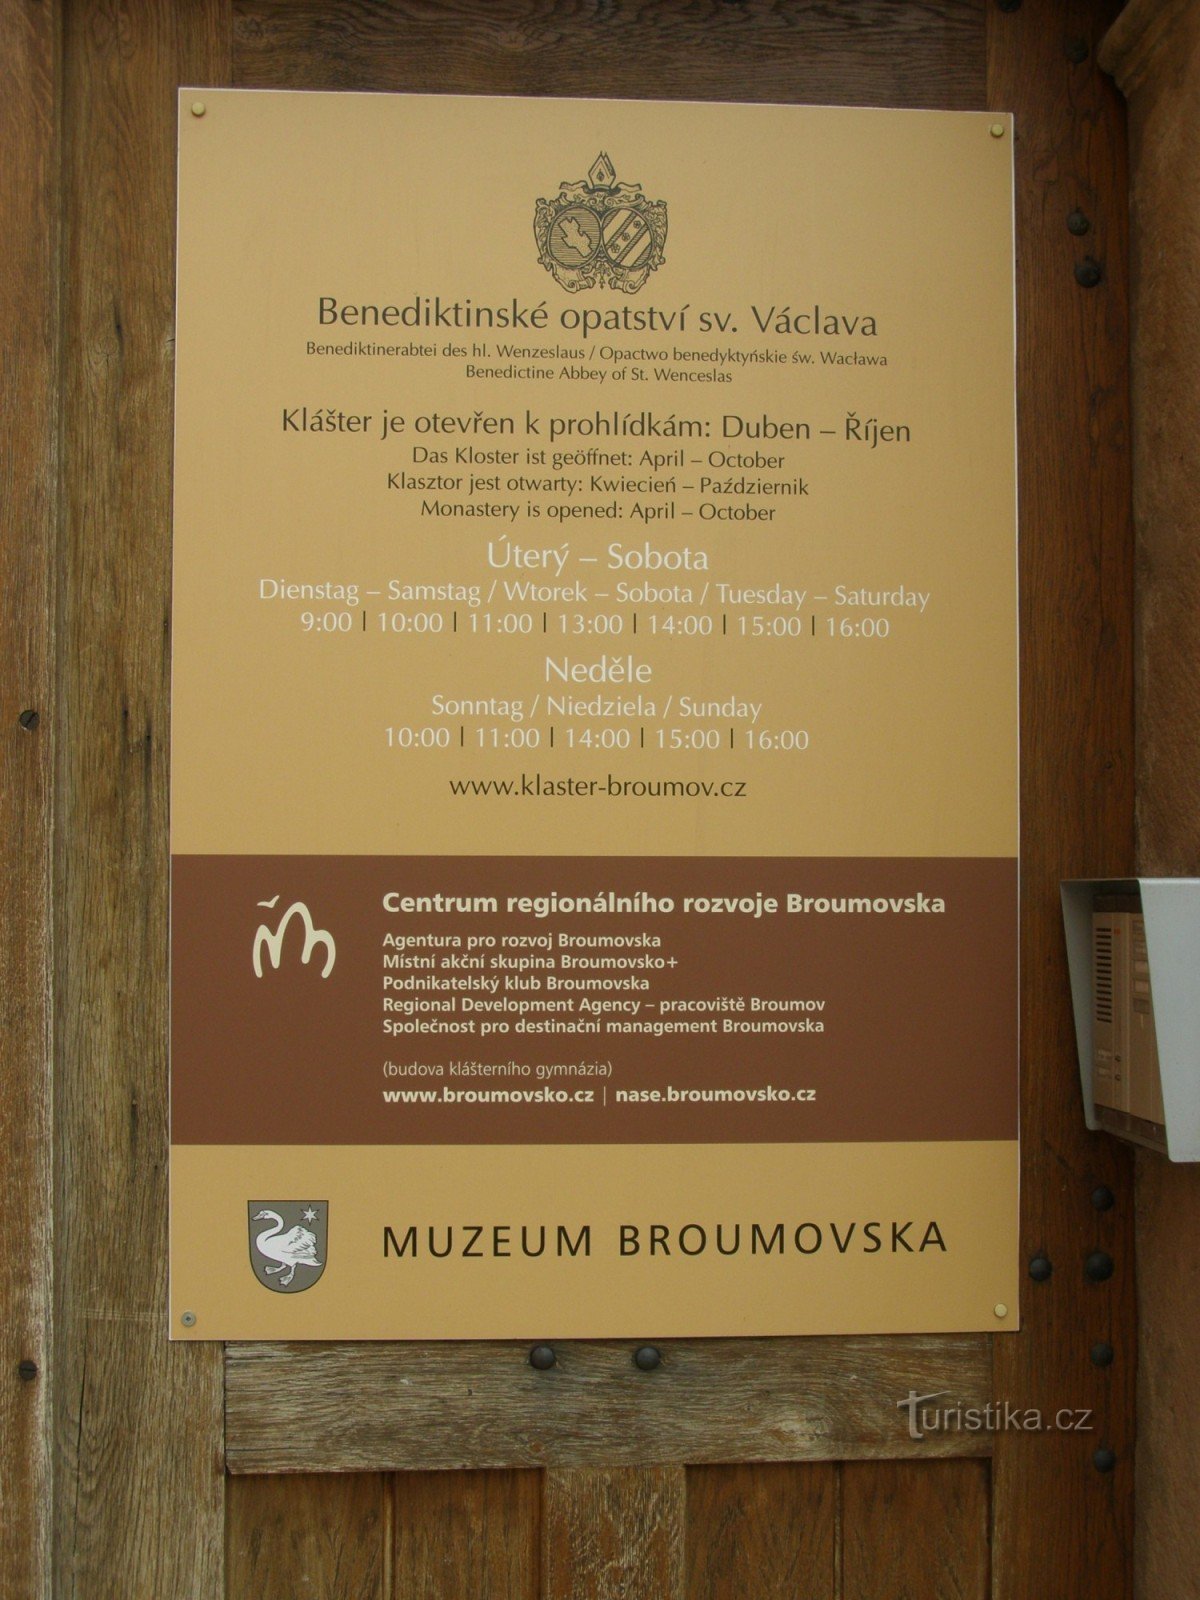 Benediktinské opatství sv. Václava
Benediktinerabtei des hl. Wenzeslaus / Opactwo benedyktyńskie św. Wacława
Benedictine Abbey of St. Wenceslas
Klášter je otevřen k prohlídkám: Duben – Říjen
Das Kloster ist geöffnet: April – October
Klasztor jest otwarty: Kwiecień – Październik
Monastery is opened: April – October
Úterý – Sobota
Dienstag – Samstag / Wtorek – Sobota / Tuesday – Saturday
9:00 | 10:00 | 11:00 | 13:00 | 14:00 | 15:00 | 16:00
Neděle
Sonntag / Niedziela / Sunday
10:00 | 11:00 | 14:00 | 15:00 | 16:00
www.klaster-broumov.cz
Centrum regionálního rozvoje Broumovska
Agentura pro rozvoj Broumovska
Místní akční skupina Broumovsko+
Podnikatelský klub Broumovska
Regional Development Agency – pracoviště Broumov
Společnost pro destinační management Broumovska
(budova klášterního gymnázia)
www.broumovsko.cz | nase.broumovsko.cz
MUZEUM BROUMOVSKA
Turistika.cz